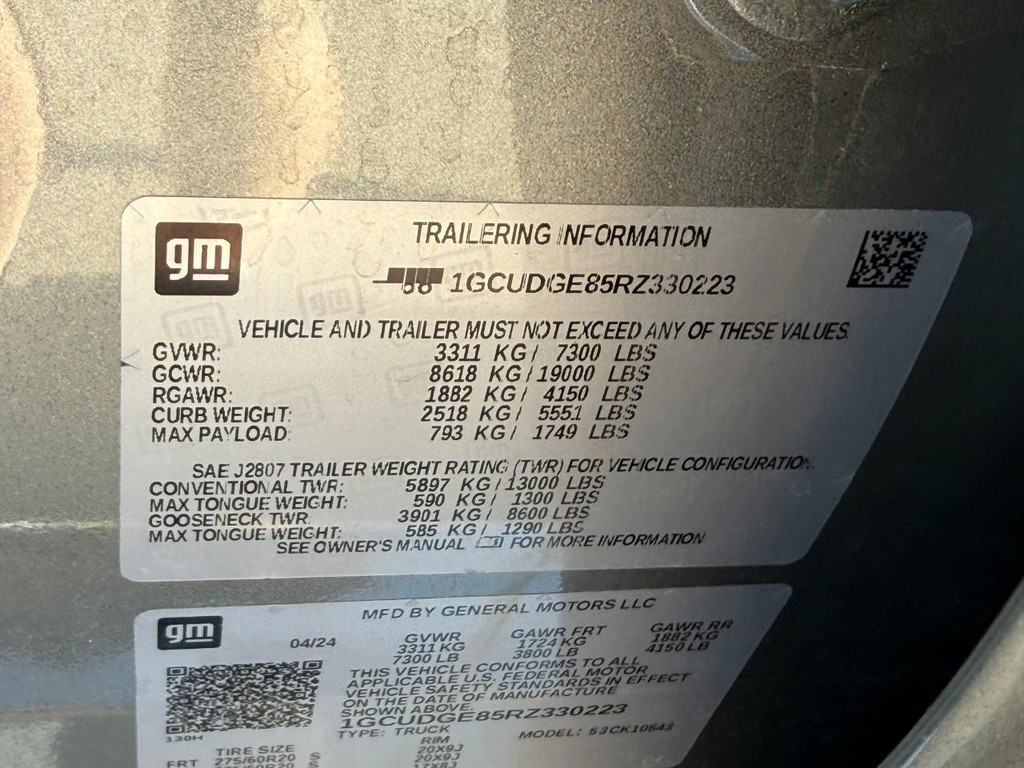 gm
TRAILERING INFORMATION
1GCUDGE85RZ330223
VEHICLE AND TRAILER MUST NOT EXCEED ANY OF THESE VALUES.
GVWR: 3311 KG / 7300 LBS
GCWR: 8618 KG / 19000 LBS
RGAWR: 1882 KG / 4150 LBS
CURB WEIGHT: 2518 KG / 5551 LBS
MAX PAYLOAD: 793 KG / 1749 LBS
SAE J2807 TRAILER WEIGHT RATING (TWR) FOR VEHICLE CONFIGURATION.
CONVENTIONAL TWR: 5897 KG / 13000 LBS
MAX TONGUE WEIGHT: 590 KG / 1300 LBS
GOOSENECK TWR: 3901 KG / 8600 LBS
MAX TONGUE WEIGHT: 585 KG / 1290 LBS
SEE OWNER'S MANUAL FOR MORE INFORMATION
gm
MFD BY GENERAL MOTORS LLC
04/24 GVWR GAWR FRT GAWR RR
3311 KG 1724 KG 1882 KG
7300 LB 3800 LB 4150 LB
THIS VEHICLE CONFORMS TO ALL
APPLICABLE U.S. FEDERAL MOTOR
VEHICLE SAFETY STANDARDS IN EFFECT
ON THE DATE OF MANUFACTURE
SHOWN ABOVE.
1GCUDGE85RZ330223
TYPE: TRUCK MODEL: 53CK10543
130H
TIRE SIZE RIM
FRT 275/60R20 20X9J
20X9J
17X8J